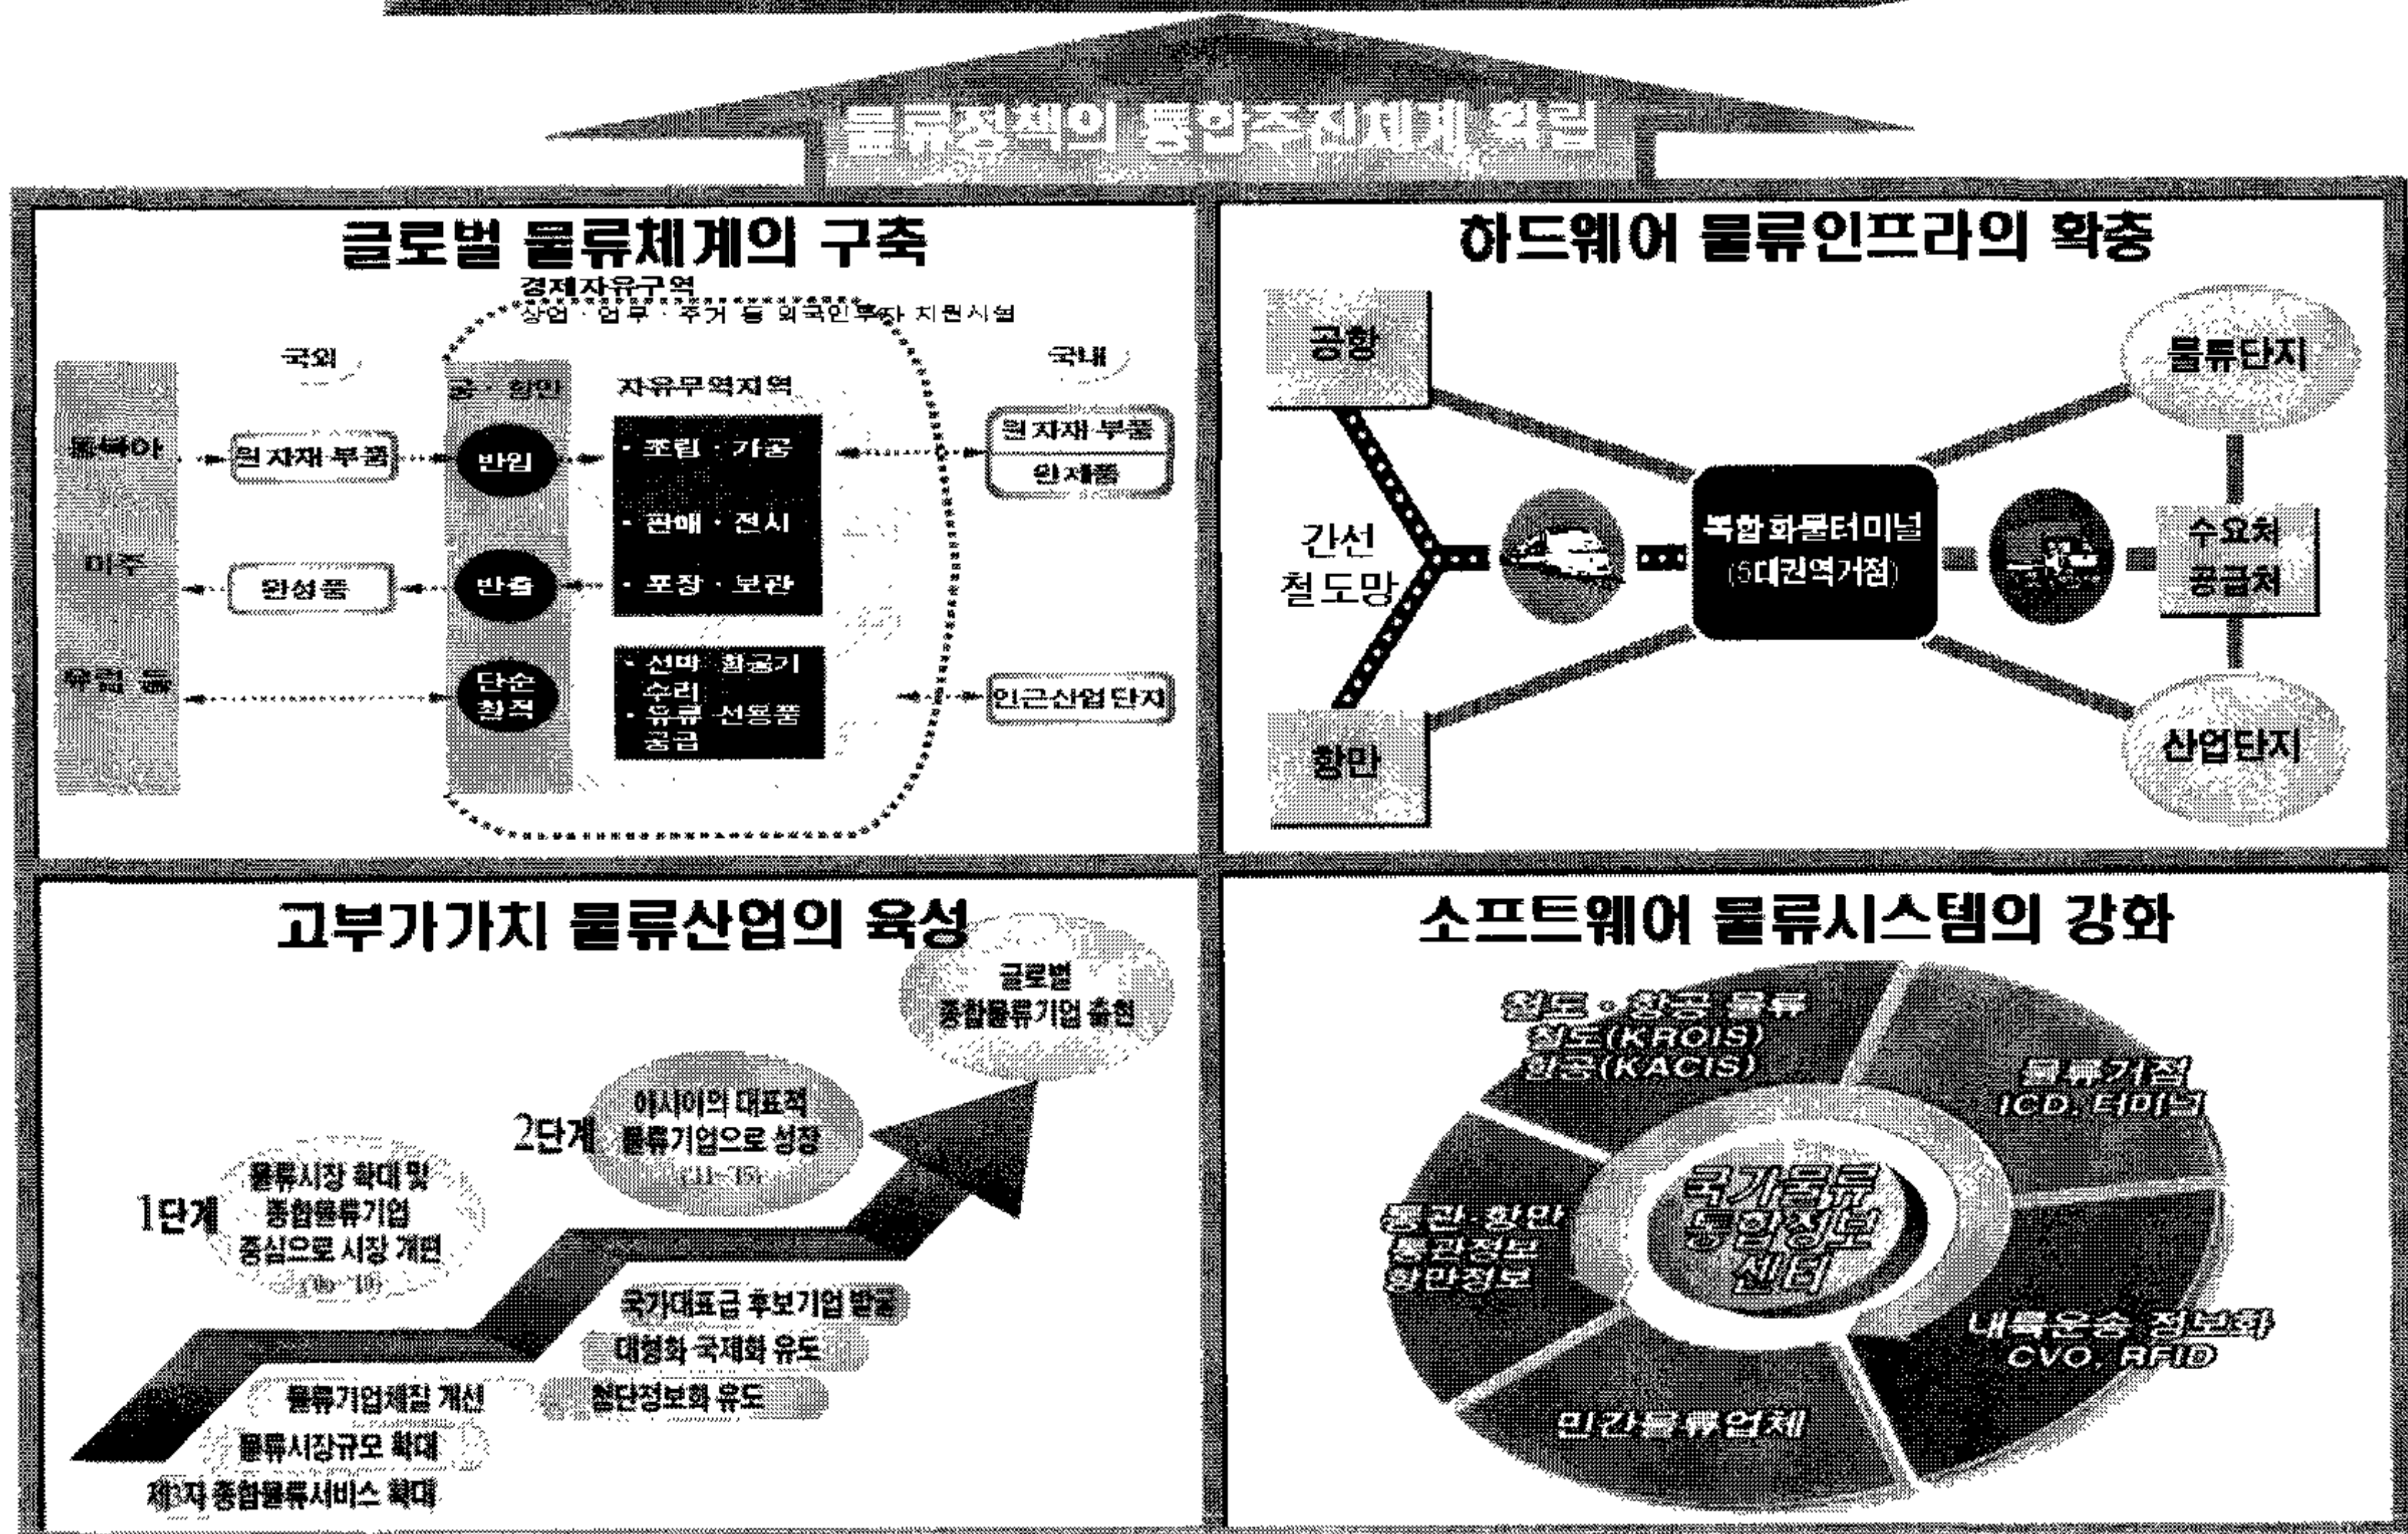 물류정책의 통합추진체계 확립
글로벌 물류체계의 구축
경제자유구역
상업 · 업무 · 주거 등 외국인투자 지원시설
국외
공 · 항만
자유무역지역
국내
동북아
미주
유럽 등
원자재·부품
완성품
반입
반출
단순
환적
· 조립 · 가공
· 판매 · 전시
· 포장 · 보관
· 선박 · 항공기
수리
· 유류 · 선용품
공급
원자재·부품
완제품
인근산업단지
하드웨어 물류인프라의 확충
공항
물류단지
간선
철도망
복합화물터미널
(5대권역거점)
수요처
공급처
항만
산업단지
고부가가치 물류산업의 육성
글로벌
종합물류기업 출현
2단계
아시아의 대표적
물류기업으로 성장
('11~'15)
1단계
물류시장 확대 및
종합물류기업
중심으로 시장 개편
('06~'10)
국가대표급 후보기업 발굴
대형화 국제화 유도
첨단정보화 유도
물류기업체질 개선
물류시장규모 확대
제3자 종합물류서비스 확대
소프트웨어 물류시스템의 강화
철도 · 항공 물류
철도(KROIS)
항공(KACIS)
물류거점
ICD, 터미널
통관·항만
통관정보
항만정보
국가물류
통합정보
센터
내륙운송 정보화
CVO, RFID
민간물류업체